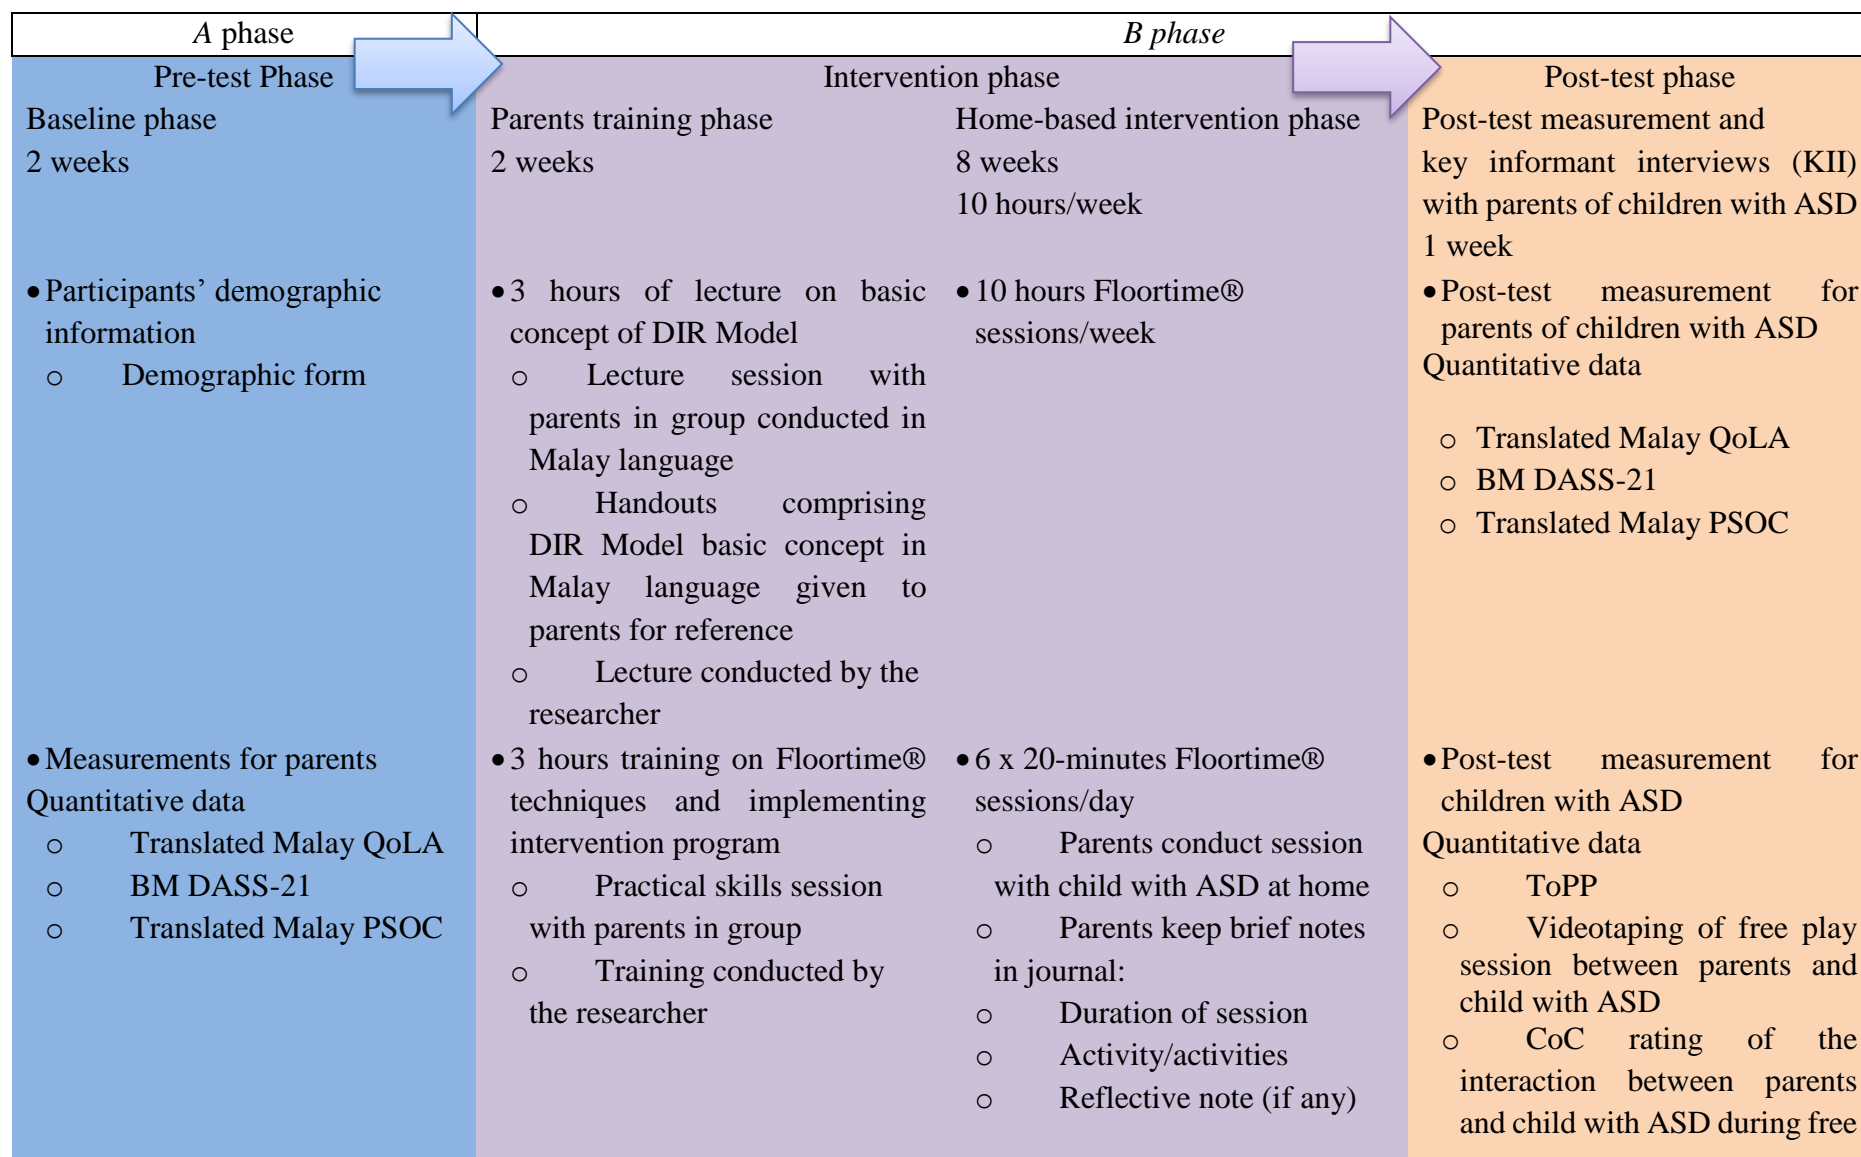 A phase
B phase
Pre-test Phase
Intervention phase
Post-test phase
Baseline phase
2 weeks
Parents training phase
2 weeks
Home-based intervention phase
8 weeks
10 hours/week
Post-test measurement and
key informant interviews (KII)
with parents of children with ASD
1 week
•Participants’ demographic
information
o Demographic form
•3 hours of lecture on basic
concept of DIR Model
o Lecture session with
parents in group conducted in
Malay language
o Handouts comprising
DIR Model basic concept in
Malay language given to
parents for reference
o Lecture conducted by the
researcher
•10 hours Floortime®
sessions/week
•Post-test measurement for
parents of children with ASD
Quantitative data
o Translated Malay QoLA
o BM DASS-21
o Translated Malay PSOC
•Measurements for parents
Quantitative data
o Translated Malay QoLA
o BM DASS-21
o Translated Malay PSOC
•3 hours training on Floortime®
techniques and implementing
intervention program
o Practical skills session
with parents in group
o Training conducted by
the researcher
•6 x 20-minutes Floortime®
sessions/day
o Parents conduct session
with child with ASD at home
o Parents keep brief notes
in journal:
o Duration of session
o Activity/activities
o Reflective note (if any)
•Post-test measurement for
children with ASD
Quantitative data
o ToPP
o Videotaping of free play
session between parents and
child with ASD
o CoC rating of the
interaction between parents
and child with ASD during free